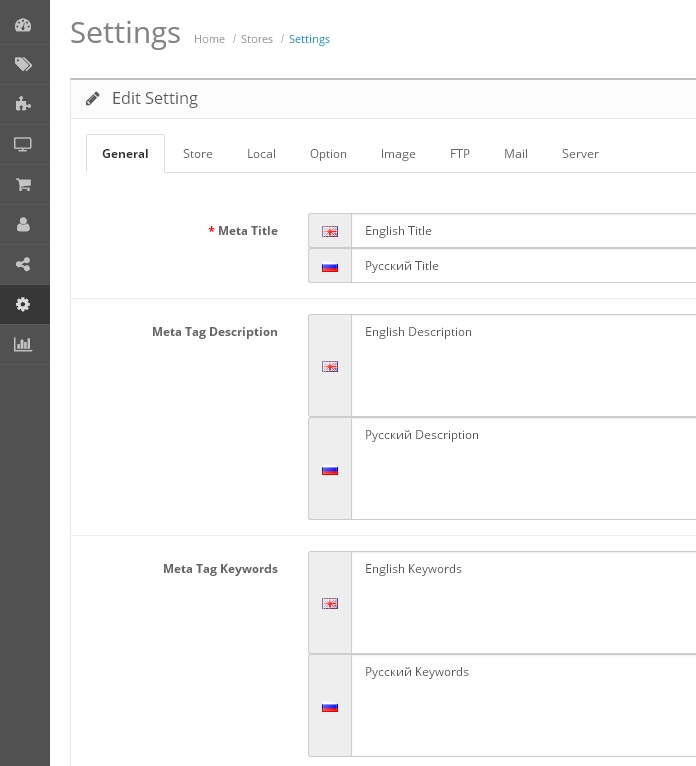 Settings Home / Stores / Settings
Edit Setting
General Store Local Option Image FTP Mail Server
* Meta Title
English Title
Русский Title
Meta Tag Description
English Description
Русский Description
Meta Tag Keywords
English Keywords
Русский Keywords